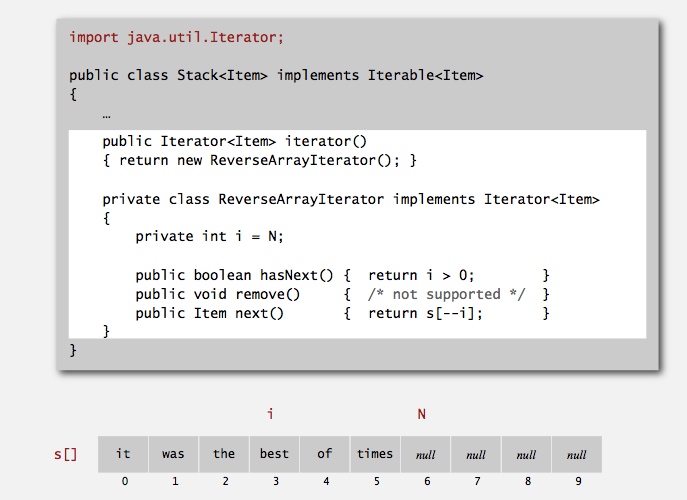 import java.util.Iterator;
public class Stack<Item> implements Iterable<Item>
{
…
public Iterator<Item> iterator()
{ return new ReverseArrayIterator(); }
private class ReverseArrayIterator implements Iterator<Item>
{
private int i = N;
public boolean hasNext() { return i > 0; }
public void remove() { /* not supported */ }
public Item next() { return s[--i]; }
}
}
i N
s[] it was the best of times null null null null
0 1 2 3 4 5 6 7 8 9